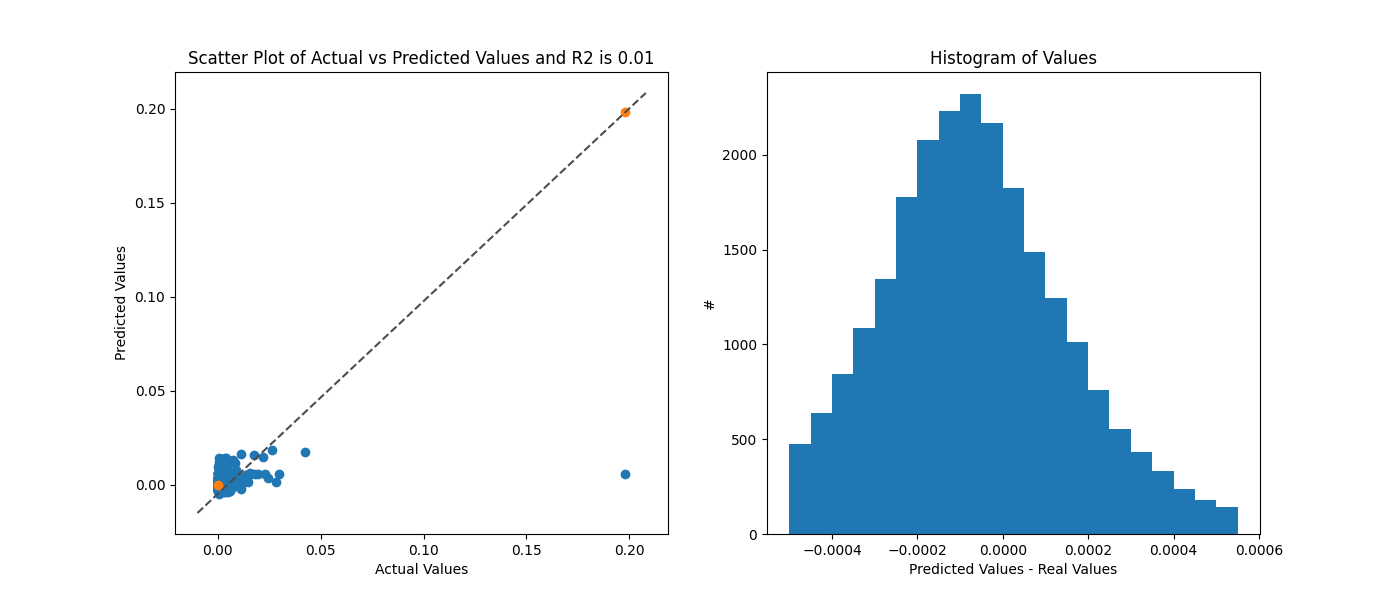 Scatter Plot of Actual vs Predicted Values and R2 is 0.01
Predicted Values
0.20
0.15
0.10
0.05
0.00
0.00 0.05 0.10 0.15 0.20
Actual Values
Histogram of Values
#
2000
1500
1000
500
0
−0.0004 −0.0002 0.0000 0.0002 0.0004 0.0006
Predicted Values - Real Values